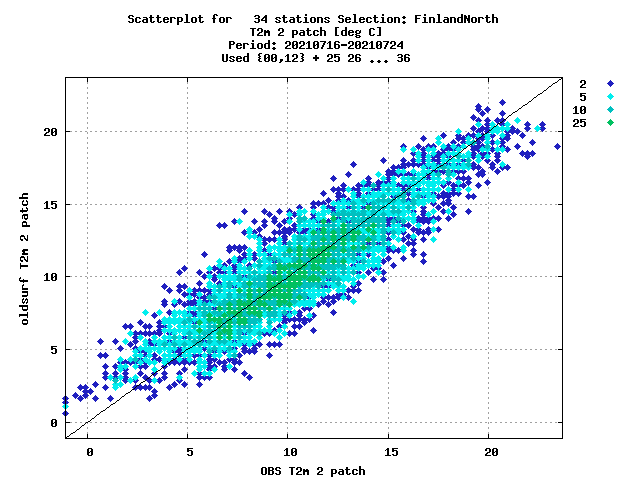 Scatterplot for   34 stations Selection: FinlandNorth
T2m 2 patch [deg C]
Period: 20210716-20210724
Used {00,12} + 25 26 ... 36
2
5
10
25
20
15
10
5
0
oldsurf T2m 2 patch
0 5 10 15 20
OBS T2m 2 patch